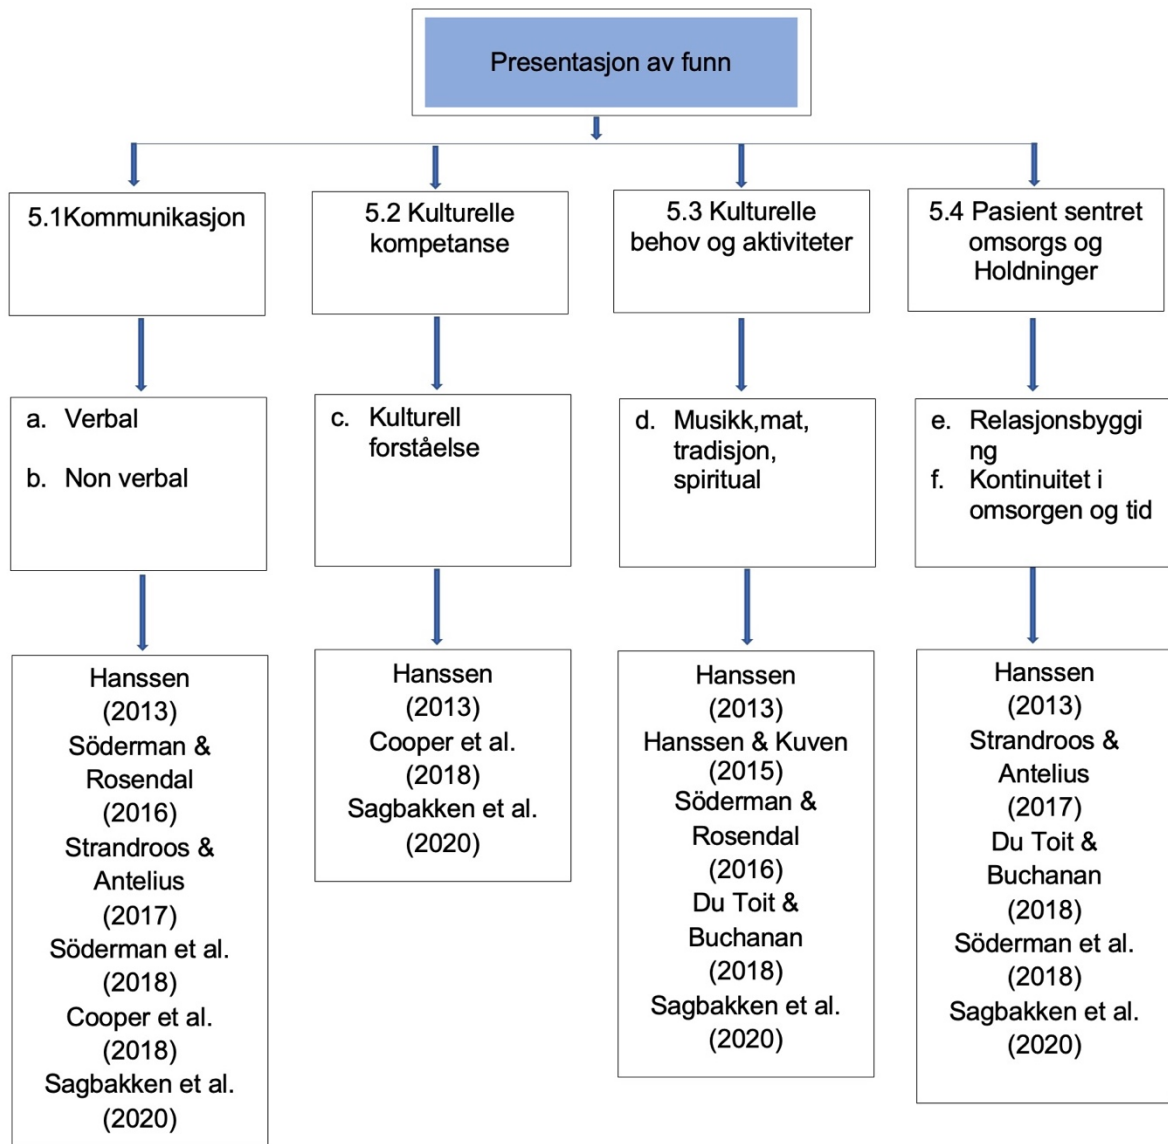 Presentasjon av funn
5.1Kommunikasjon
5.2 Kulturelle
kompetanse
5.3 Kulturelle
behov og aktiviteter
5.4 Pasient sentret
omsorgs og
Holdninger
a. Verbal
b. Non verbal
c. Kulturell
forståelse
d. Musikk,mat,
tradisjon,
spiritual
e. Relasjonsbyggi
ng
f. Kontinuitet i
omsorgen og tid
Hanssen
(2013)
Söderman &
Rosendal
(2016)
Strandroos &
Antelius
(2017)
Söderman et al.
(2018)
Cooper et al.
(2018)
Sagbakken et al.
(2020)
Hanssen
(2013)
Cooper et al.
(2018)
Sagbakken et al.
(2020)
Hanssen
(2013)
Hanssen & Kuven
(2015)
Söderman &
Rosendal
(2016)
Du Toit &
Buchanan
(2018)
Sagbakken et al.
(2020)
Hanssen
(2013)
Strandroos &
Antelius
(2017)
Du Toit &
Buchanan
(2018)
Söderman et al.
(2018)
Sagbakken et al.
(2020)